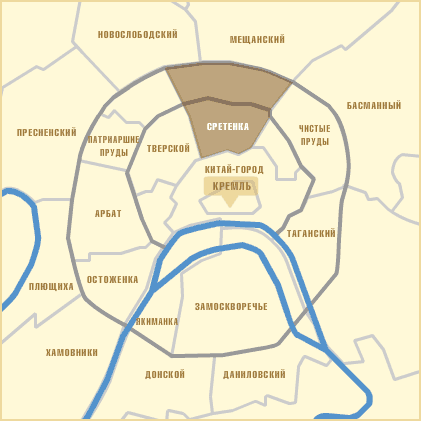 НОВОСЛОБОДСКИЙ
МЕЩАНСКИЙ
БАСМАННЫЙ
ПРЕСНЕНСКИЙ
ПАТРИАРШИЕ
ПРУДЫ
ТВЕРСКОЙ
СРЕТЕНКА
ЧИСТЫЕ
ПРУДЫ
КИТАЙ-ГОРОД
КРЕМЛЬ
АРБАТ
ТАГАНСКИЙ
ПЛЮЩИХА
ОСТОЖЕНКА
ЯКИМАНКА
ЗАМОСКВОРЕЧЬЕ
ХАМОВНИКИ
ДОНСКОЙ
ДАНИЛОВСКИЙ